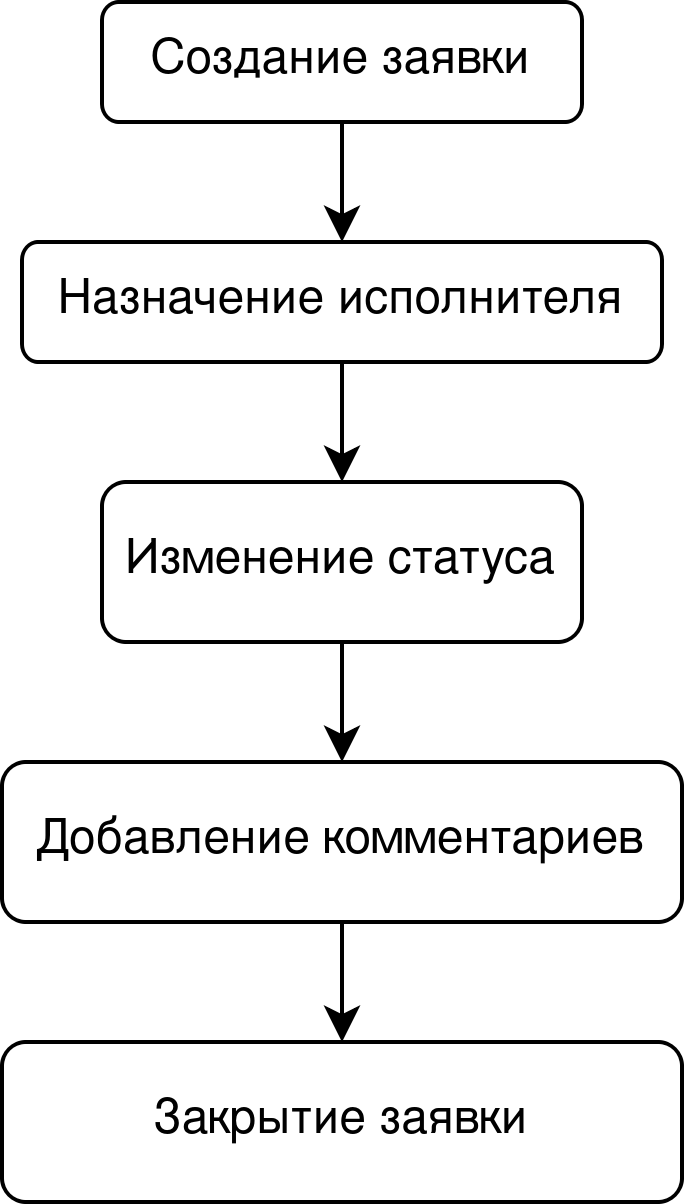 Создание заявки
Назначение исполнителя
Изменение статуса
Добавление комментариев
Закрытие заявки